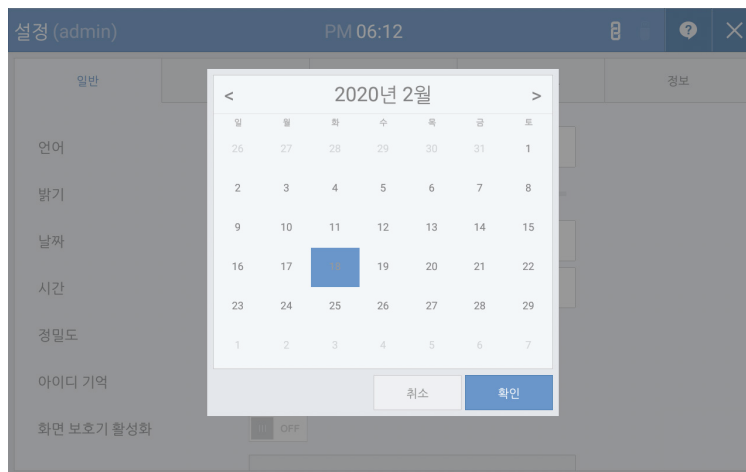 설정 (admin) PM 06:12
일반 정보
< 2020년 2월 >
일 월 화 수 목 금 토
26 27 28 29 30 31 1
언어
2 3 4 5 6 7 8
밝기
9 10 11 12 13 14 15
날짜
16 17 18 19 20 21 22
시간
23 24 25 26 27 28 29
정밀도
1 2 3 4 5 6 7
아이디 기억
취소 확인
화면 보호기 활성화 OFF